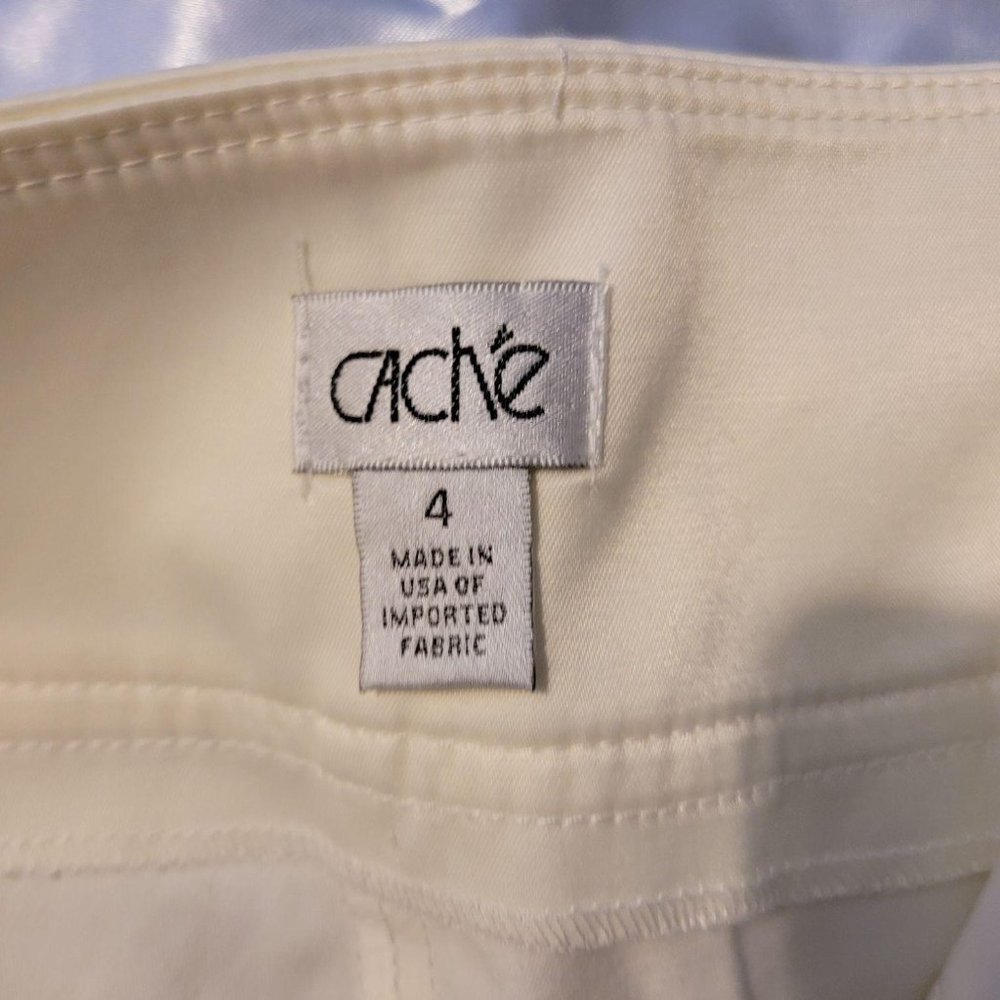 caché
4
MADE IN
USA OF
IMPORTED
FABRIC